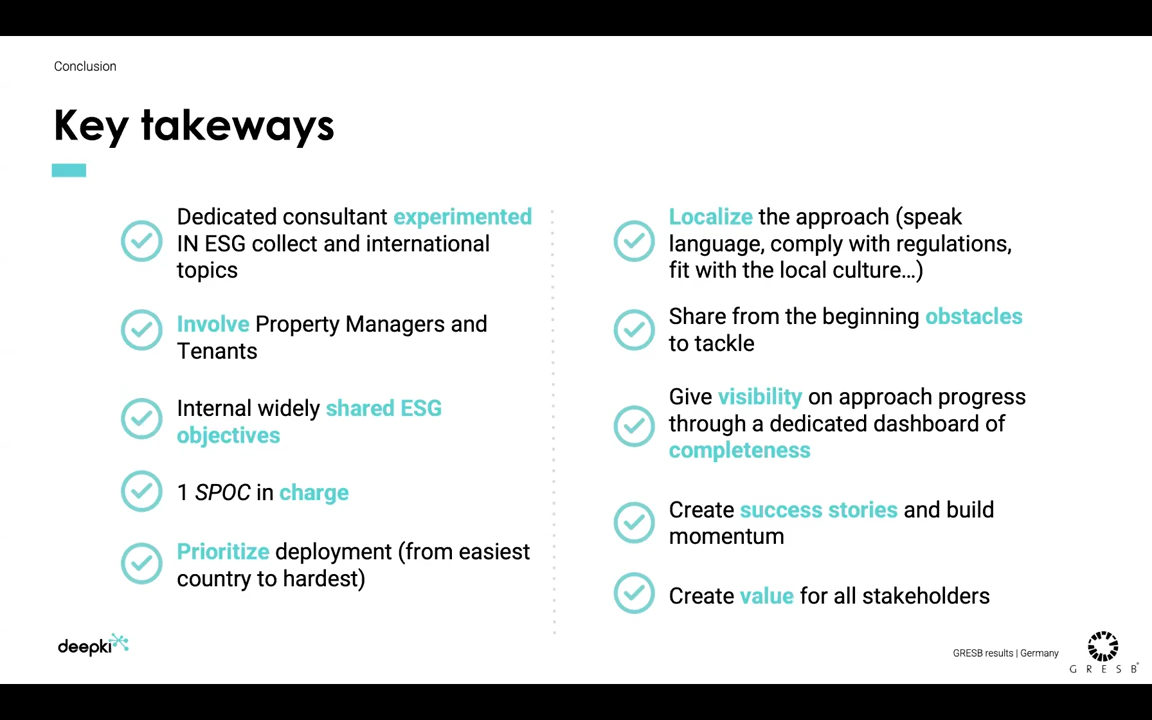 Conclusion
Key takeways
Dedicated consultant experimented
IN ESG collect and international
topics
Involve Property Managers and
Tenants
Internal widely shared ESG
objectives
1 SPOC in charge
Prioritize deployment (from easiest
country to hardest)
Localize the approach (speak
language, comply with regulations,
fit with the local culture...)
Share from the beginning obstacles
to tackle
Give visibility on approach progress
through a dedicated dashboard of
completeness
Create success stories and build
momentum
Create value for all stakeholders
deepki
GRESB results | Germany
GRESB